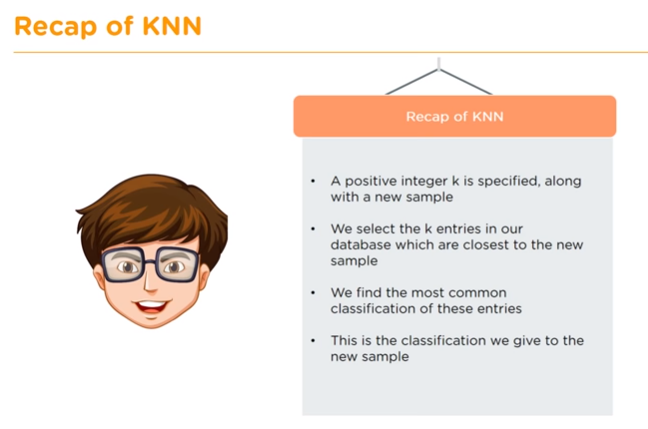 Recap of KNN
Recap of KNN
• A positive integer k is specified, along
with a new sample
• We select the k entries in our
database which are closest to the new
sample
• We find the most common
classification of these entries
• This is the classification we give to the
new sample